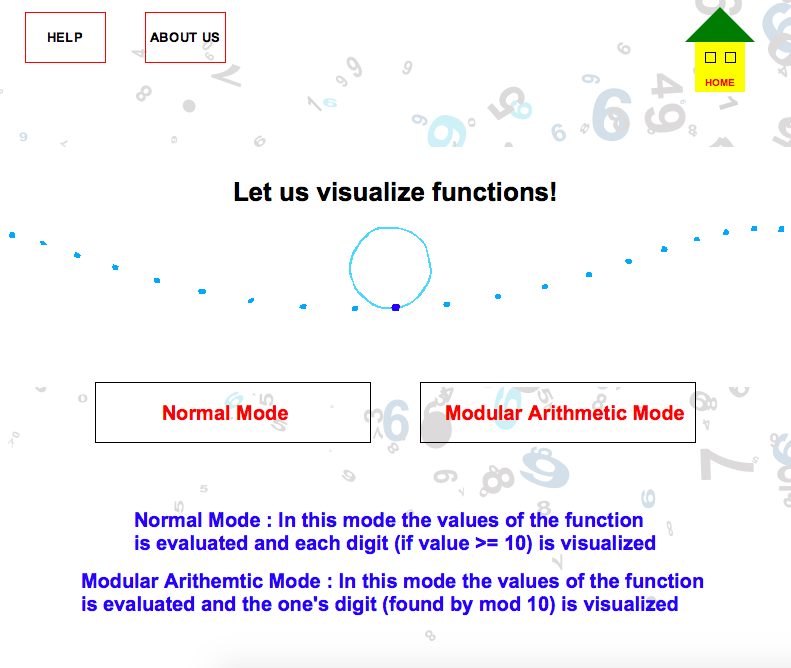 HELP
ABOUT US
HOME
Let us visualize functions!
Normal Mode
Modular Arithmetic Mode
Normal Mode : In this mode the values of the function
is evaluated and each digit (if value >= 10) is visualized
Modular Arithemtic Mode : In this mode the values of the function
is evaluated and the one's digit (found by mod 10) is visualized